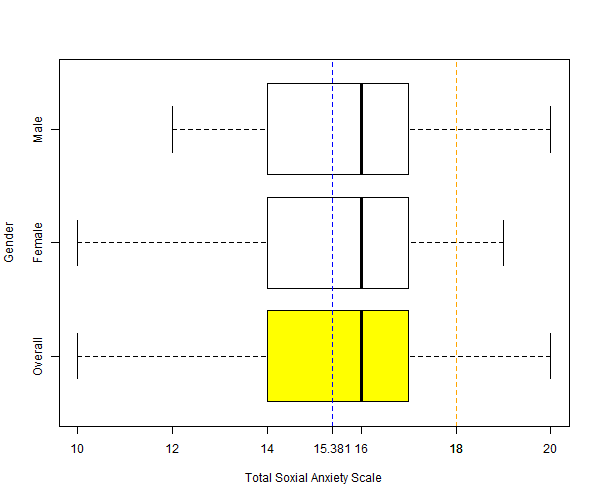 Male
Female
Overall
Gender
10 12 14 15.381 16 18 20
Total Soxial Anxiety Scale